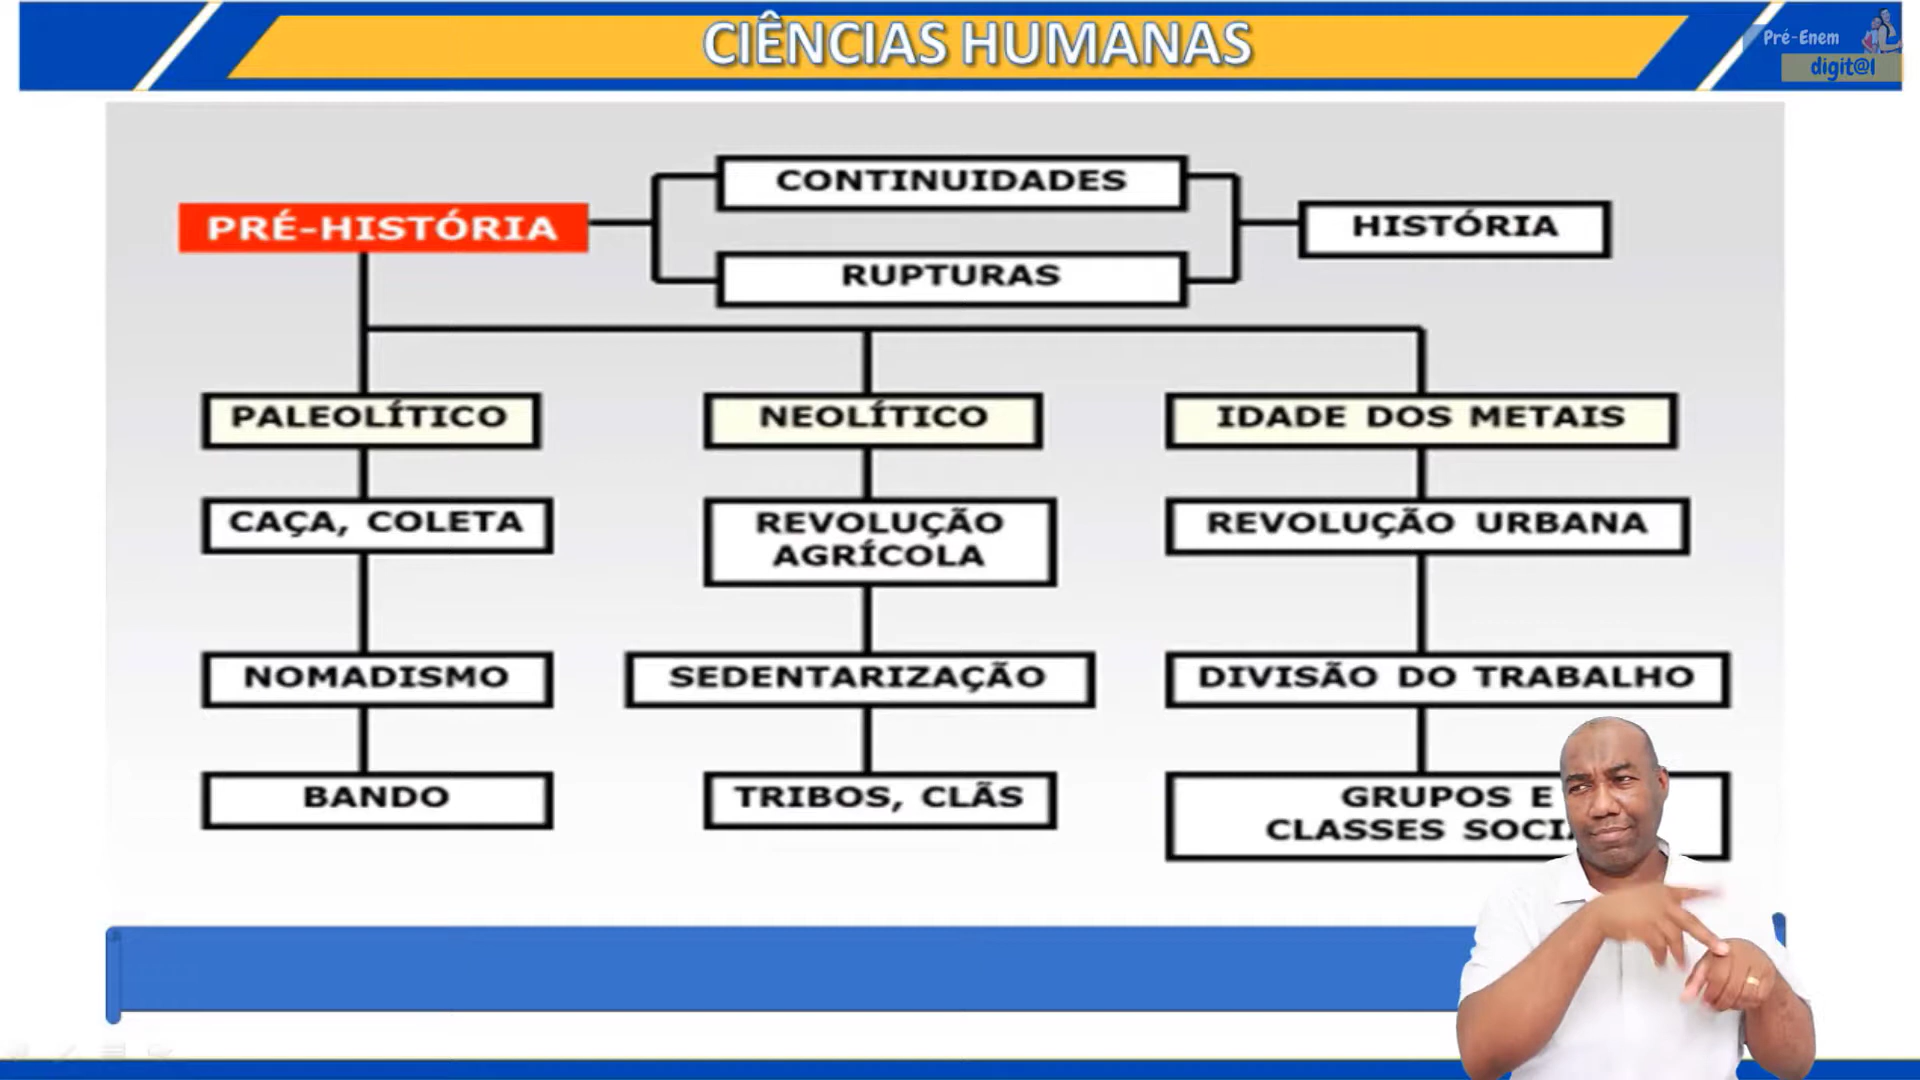 CIÊNCIAS HUMANAS
Pré-Enem
digit@l
CONTINUIDADES
PRÉ-HISTÓRIA
HISTÓRIA
RUPTURAS
PALEOLÍTICO
NEOLÍTICO
IDADE DOS METAIS
CAÇA, COLETA
REVOLUÇÃO
AGRÍCOLA
REVOLUÇÃO URBANA
NOMADISMO
SEDENTARIZAÇÃO
DIVISÃO DO TRABALHO
BANDO
TRIBOS, CLÃS
GRUPOS E
CLASSES